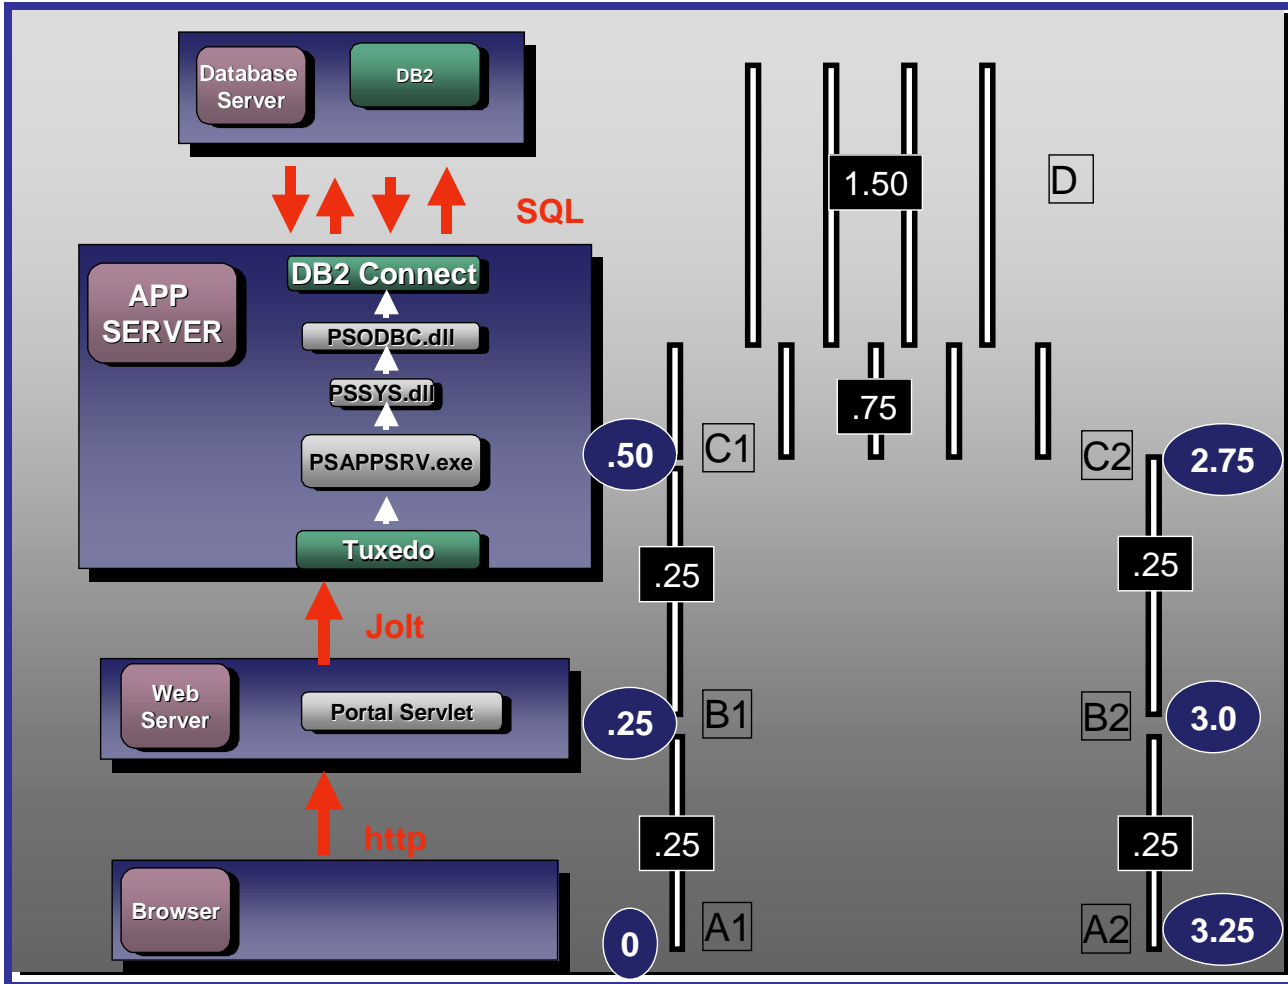 Database
Server
DB2
SQL
1.50
D
APP
SERVER
DB2 Connect
PSODBC.dll
PSSYS.dll
PSAPPSRV.exe
Tuxedo
.75
.50
C1
C2
2.75
.25
.25
Jolt
Web
Server
Portal Servlet
.25
B1
B2
3.0
http
.25
.25
Browser
0
A1
A2
3.25